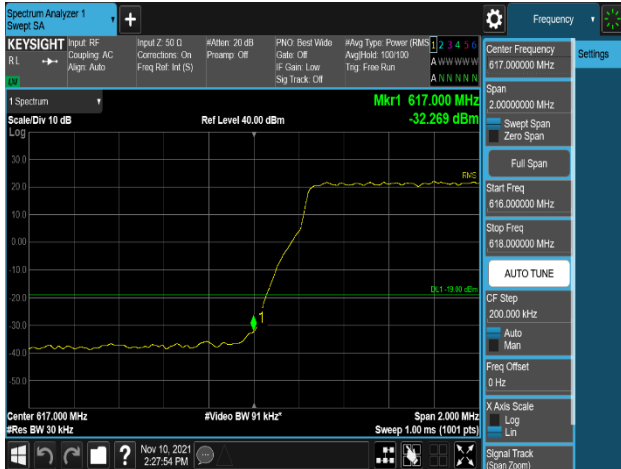 Spectrum Analyzer 1
Swept SA
+
Frequency
KEYSIGHT
RL
Input: RF
Coupling: AC
Align: Auto
Input Z: 50 Ω
Corrections: On
Freq Ref: Int (S)
#Atten: 20 dB
Preamp: Off
PNO: Best Wide
Gate: Off
IF Gain: Low
Sig Track: Off
#Avg Type: Power (RMS
Avg|Hold: 100/100
Trig: Free Run
1 2 3 4 5 6
A W W W W W
A N N N N N
LV
1 Spectrum
Scale/Div 10 dB
Log
Ref Level 40.00 dBm
Mkr1 617.000 MHz
-32.269 dBm
30.0
20.0
10.0
0.00
-10.0
-20.0
-30.0
-40.0
-50.0
RMS
DL1 -19.00 dBm
1
Center 617.000 MHz
#Res BW 30 kHz
#Video BW 91 kHz*
Span 2.000 MHz
Sweep 1.00 ms (1001 pts)
?
Nov 10, 2021
2:27:54 PM
Center Frequency
617.000000 MHz
Settings
Span
2.00000000 MHz
Swept Span
Zero Span
Full Span
Start Freq
616.000000 MHz
Stop Freq
618.000000 MHz
AUTO TUNE
CF Step
200.000 kHz
Auto
Man
Freq Offset
0 Hz
X Axis Scale
Log
Lin
Signal Track
(Span Zoom)